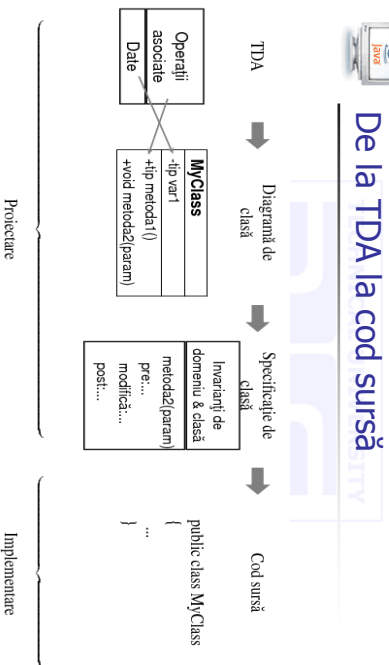 Java
De la TDA la cod sursă
TDA
Operații
asociate
Date
Diagramă de
clasă
MyClass
-tip var1
+tip metoda1()
+void metoda2(param)
Specificație de
clasă
Invarianți de
domeniu & clasă
metoda2(param)
pre:...
modifică:...
post:...
Cod sursă
public class MyClass
{
...
}
Proiectare
Implementare